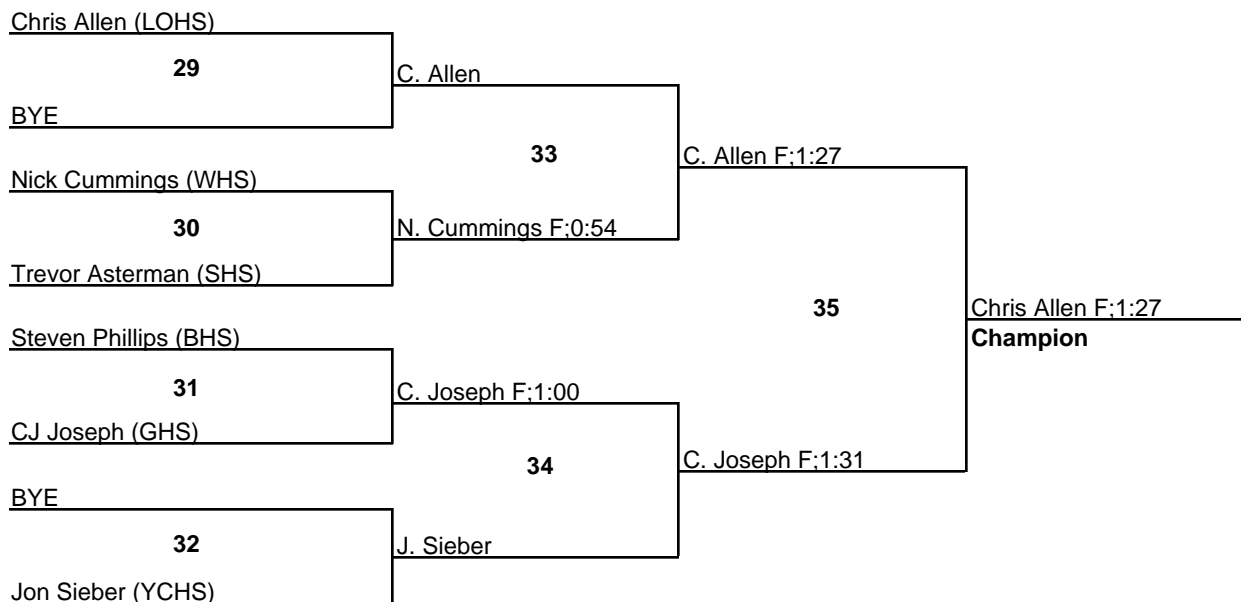 Chris Allen (LOHS)
29
C. Allen
BYE
33
C. Allen F;1:27
Nick Cummings (WHS)
30
N. Cummings F;0:54
Trevor Asterman (SHS)
35
Chris Allen F;1:27
Champion
Steven Phillips (BHS)
31
C. Joseph F;1:00
CJ Joseph (GHS)
34
C. Joseph F;1:31
BYE
32
J. Sieber
Jon Sieber (YCHS)